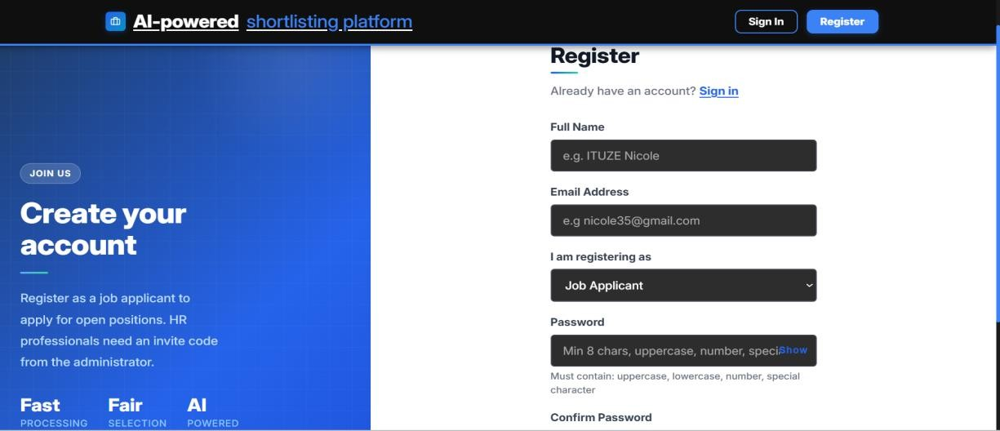 AI-powered shortlisting platform
Sign In
Register
JOIN US
Create your
account
Register as a job applicant to
apply for open positions. HR
professionals need an invite code
from the administrator.
Fast
PROCESSING
Fair
SELECTION
AI
POWERED
Register
Already have an account? Sign in
Full Name
e.g. ITUZE Nicole
Email Address
e.g nicole35@gmail.com
I am registering as
Job Applicant
Password
Min 8 chars, uppercase, number, speci
Show
Must contain: uppercase, lowercase, number, special
character
Confirm Password